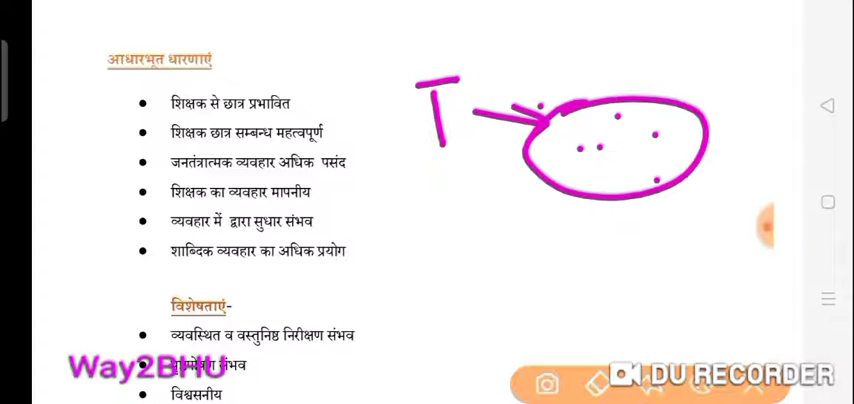 आधारभूत धारणाएं
T
• शिक्षक से छात्र प्रभावित
• शिक्षक छात्र सम्बन्ध महत्वपूर्ण
• जनतंत्रात्मक व्यवहार अधिक पसंद
• शिक्षक का व्यवहार मापनीय
• व्यवहार में द्वारा सुधार संभव
• शाब्दिक व्यवहार का अधिक प्रयोग
विशेषताएं-
• व्यवस्थित व वस्तुनिष्ठ निरीक्षण संभव
Way2BHU
• संभव
• विश्वसनीय
DU RECORDER